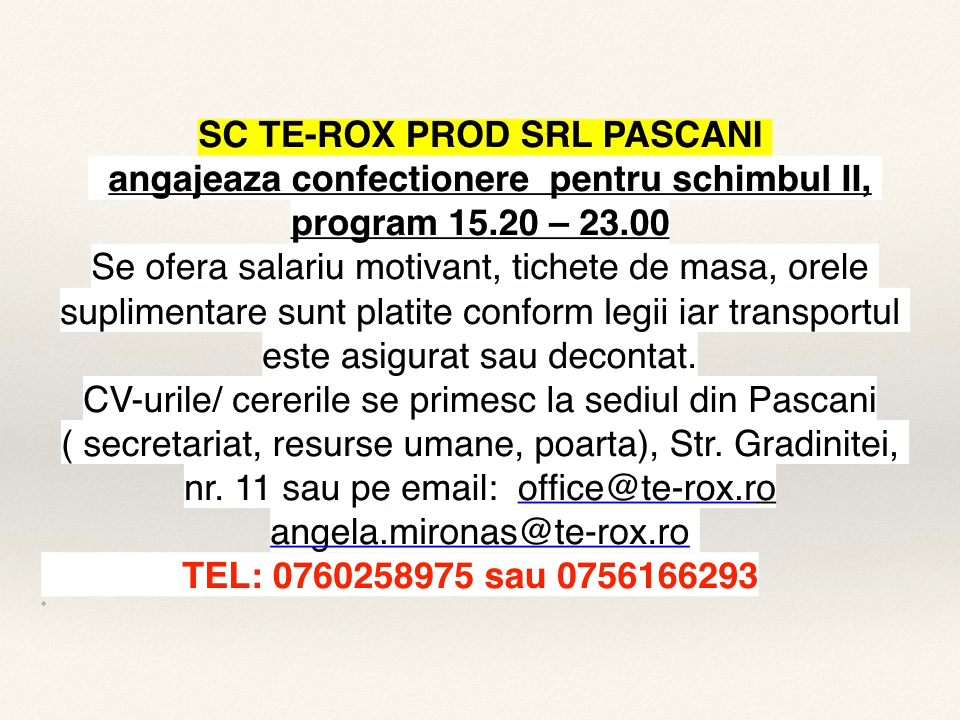 SC TE-ROX PROD SRL PASCANI
angajeaza confectionere  pentru schimbul II,
program 15.20 – 23.00
Se ofera salariu motivant, tichete de masa, orele
suplimentare sunt platite conform legii iar transportul
este asigurat sau decontat.
CV-urile/ cererile se primesc la sediul din Pascani
( secretariat, resurse umane, poarta), Str. Gradinitei,
nr. 11 sau pe email:  office@te-rox.ro
angela.mironas@te-rox.ro
TEL: 0760258975 sau 0756166293